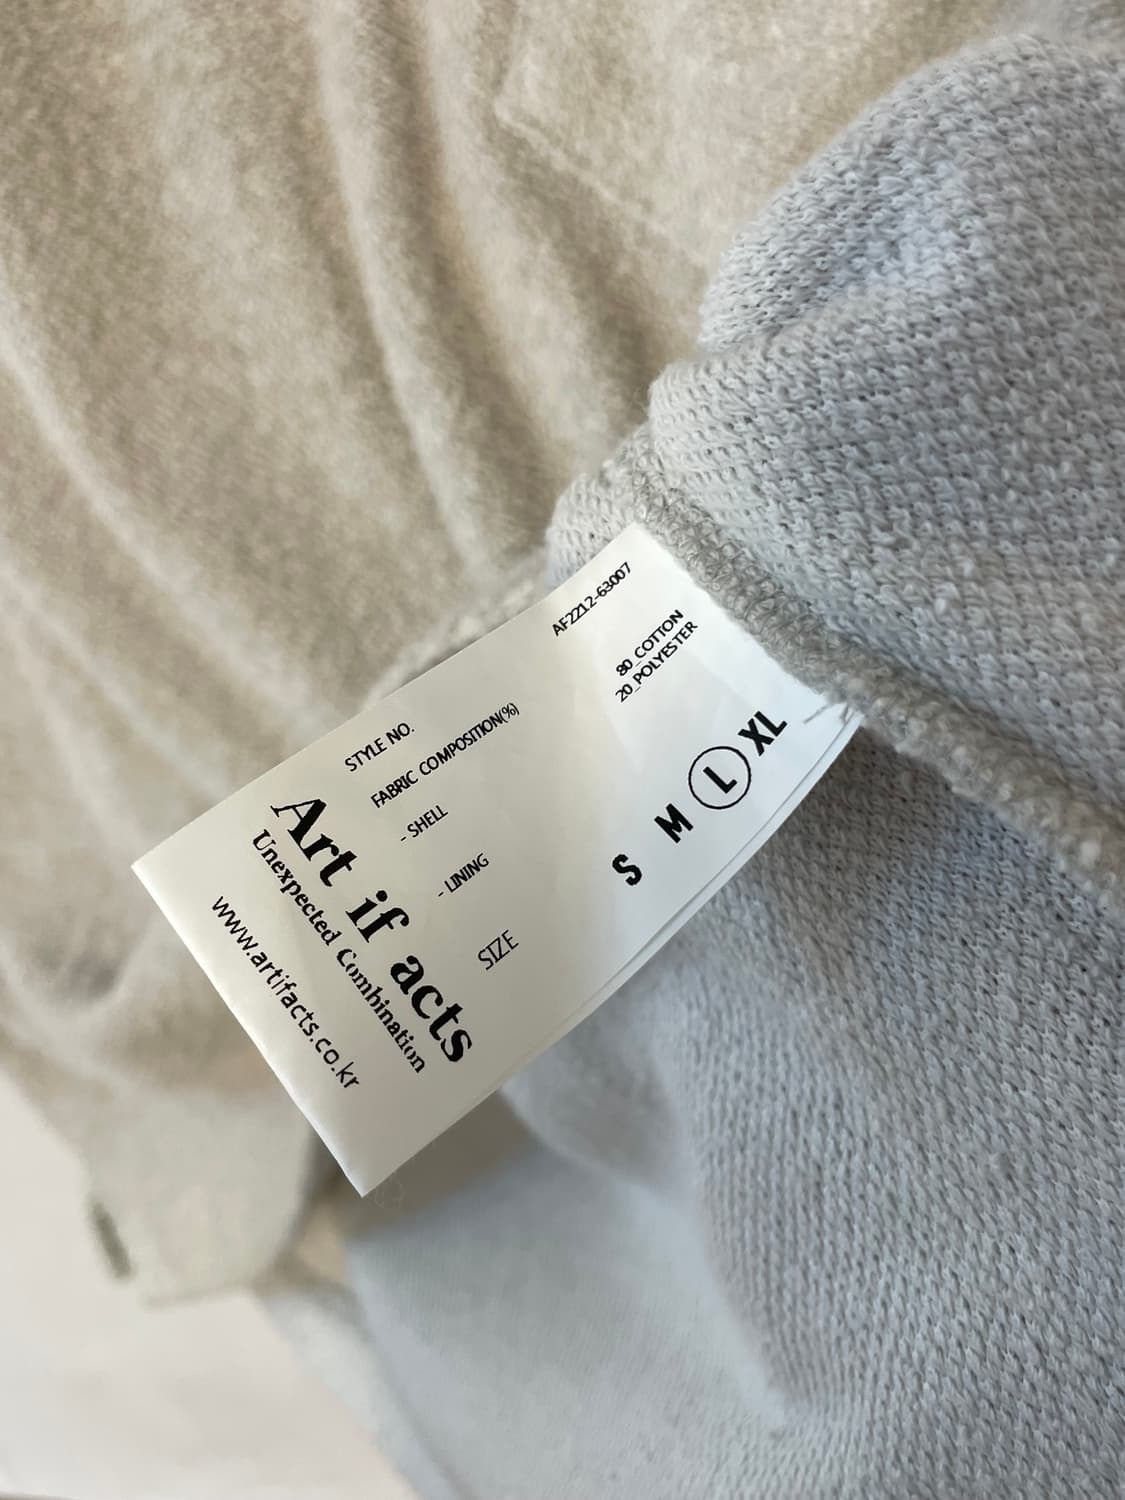 STYLE NO. AF2212-63007
FABRIC COMPOSITION(%)
- SHELL 80_COTTON
20_POLYESTER
- LINING
SIZE S M L XL
Art if acts
Unexpected Combination
www.artifacts.co.kr